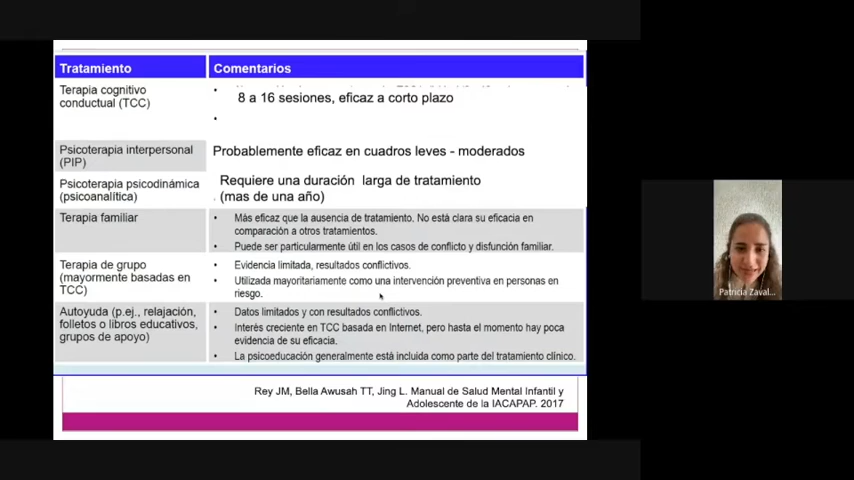 Tratamiento
Comentarios
Terapia cognitivo
conductual (TCC)
• 8 a 16 sesiones, eficaz a corto plazo
•
Psicoterapia interpersonal
(PIP)
Probablemente eficaz en cuadros leves - moderados
Psicoterapia psicodinámica
(psicoanalítica)
Requiere una duración larga de tratamiento
(mas de una año)
Terapia familiar
• Más eficaz que la ausencia de tratamiento. No está clara su eficacia en
comparación a otros tratamientos.
• Puede ser particularmente útil en los casos de conflicto y disfunción familiar.
Terapia de grupo
(mayormente basadas en
TCC)
• Evidencia limitada, resultados conflictivos.
• Utilizada mayoritariamente como una intervención preventiva en personas en
riesgo.
Autoyuda (p.ej., relajación,
folletos o libros educativos,
grupos de apoyo)
• Datos limitados y con resultados conflictivos.
• Interés creciente en TCC basada en Internet, pero hasta el momento hay poca
evidencia de su eficacia.
• La psicoeducación generalmente está incluida como parte del tratamiento clínico.
Rey JM, Bella Awusah TT, Jing L. Manual de Salud Mental Infantil y
Adolescente de la IACAPAP. 2017
Patricia Zaval...